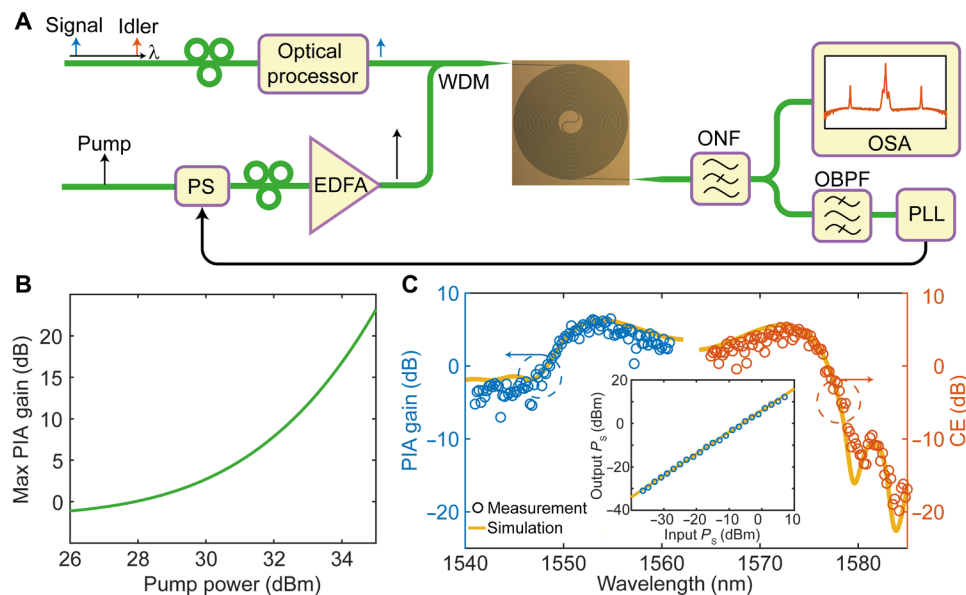 A
Signal Idler
λ
Optical
processor
WDM
Pump
PS
EDFA
ONF
OSA
OBPF
PLL
B
Max PIA gain (dB)
20
15
10
5
0
26 28 30 32 34
Pump power (dBm)
C
PIA gain (dB)
10
0
−10
−20
1540 1550 1560 1570 1580
Wavelength (nm)
10
0
−10
−20
CE (dB)
Measurement
Simulation
Output Ps (dBm)
20
0
−20
−40
−30 −20 −10 0 10
Input Ps (dBm)